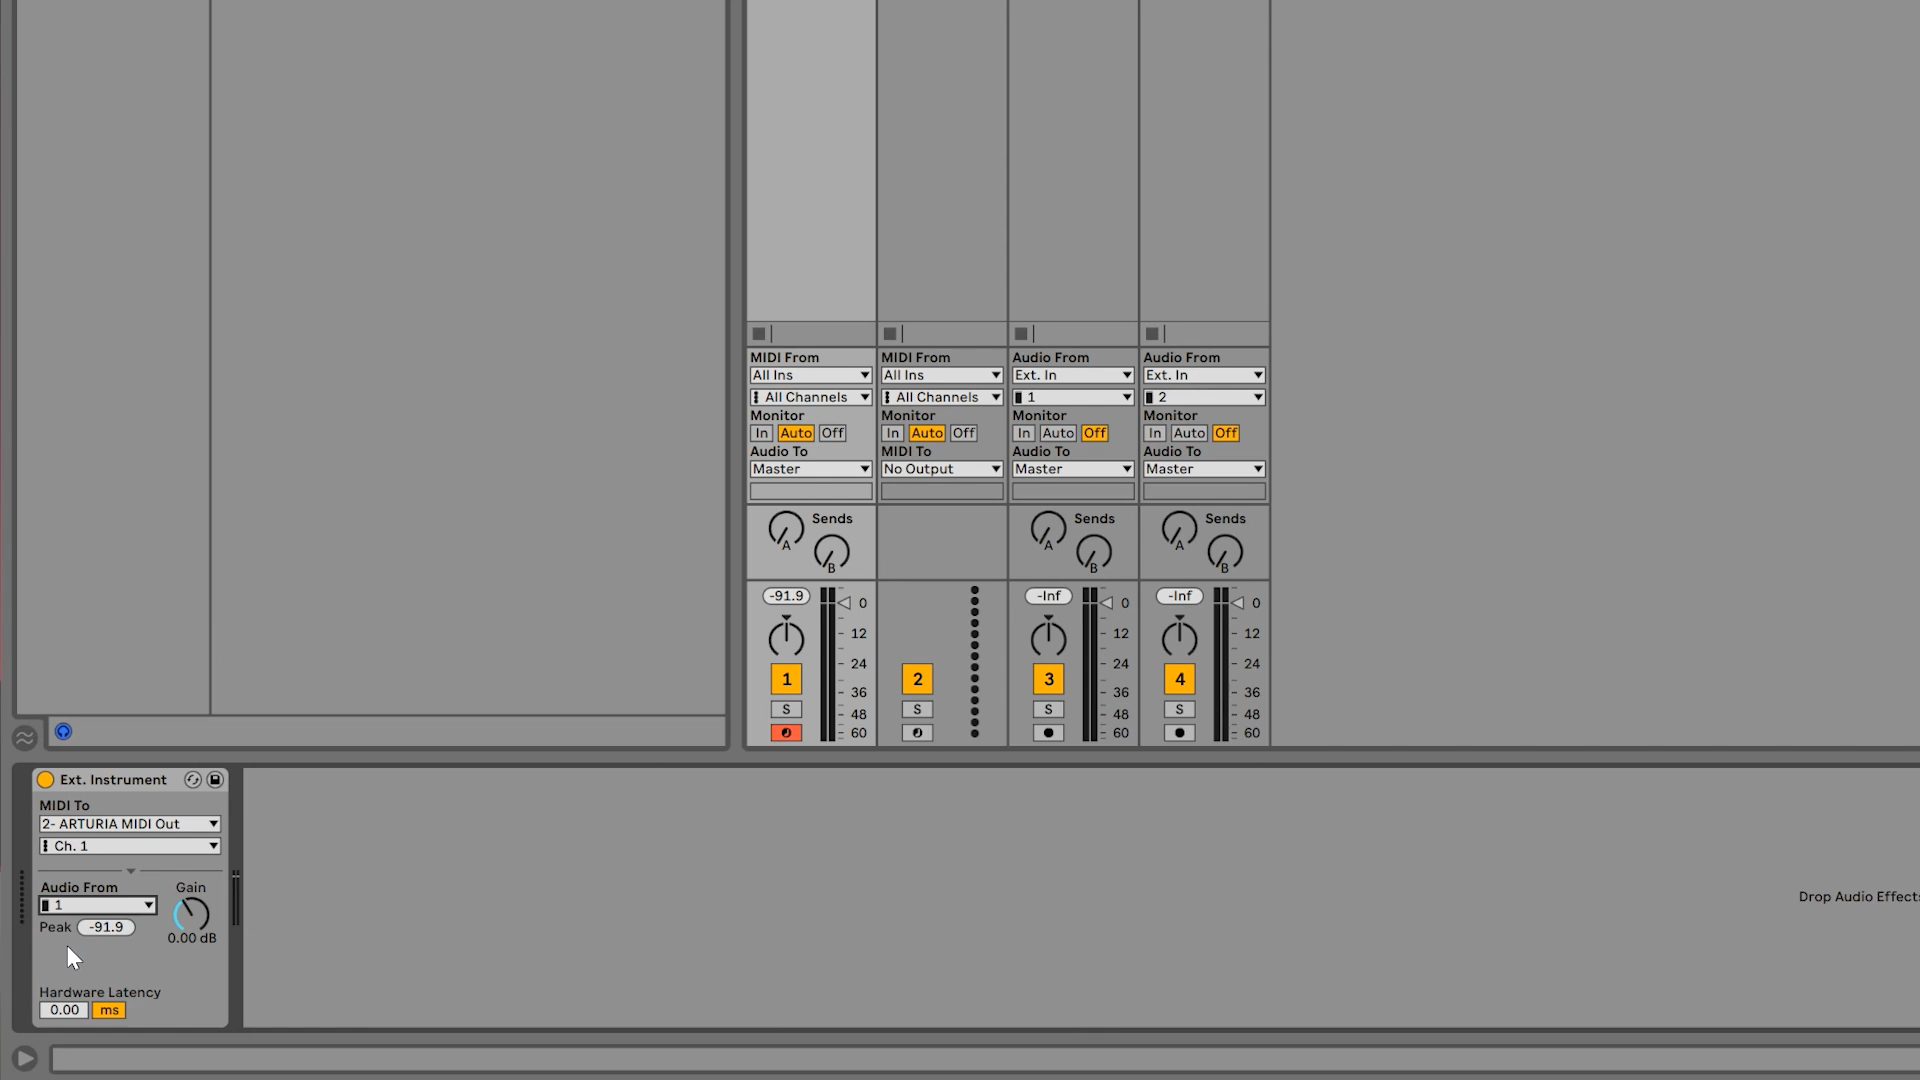 MIDI From MIDI From Audio From Audio From
All Ins All Ins Ext. In Ext. In
All Channels All Channels 1 2
Monitor Monitor Monitor Monitor
In Auto Off In Auto Off In Auto Off In Auto Off
Audio To MIDI To Audio To Audio To
Master No Output Master Master
Sends Sends Sends
A A A
B B B
-91.9 0 -Inf 0 -Inf 0
12 12 12
24 24 24
1 2 3 4
36 36 36
S 48 S S 48 S 48
60 60 60
Ext. Instrument
MIDI To
2- ARTURIA MIDI Out
Ch. 1
Audio From Gain
1
Peak -91.9
0.00 dB
Hardware Latency
0.00 ms
Drop Audio Effects